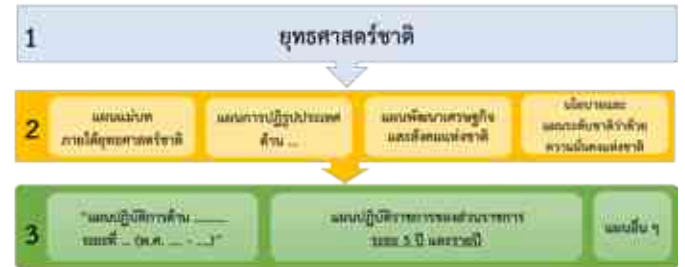 1
ยุทธศาสตร์ชาติ
2
แผนแม่บท
ภายใต้ยุทธศาสตร์ชาติ
แผนการปฏิรูปประเทศ
ด้าน ...
แผนพัฒนาเศรษฐกิจ
และสังคมแห่งชาติ
นโยบายและ
แผนระดับชาติว่าด้วย
ความมั่นคงแห่งชาติ
3
"แผนปฏิบัติการด้าน ........
ระยะที่ ... (พ.ศ. .... - ....)"
แผนปฏิบัติราชการของส่วนราชการ
ระยะ 5 ปี และรายปี
แผนอื่น ๆ